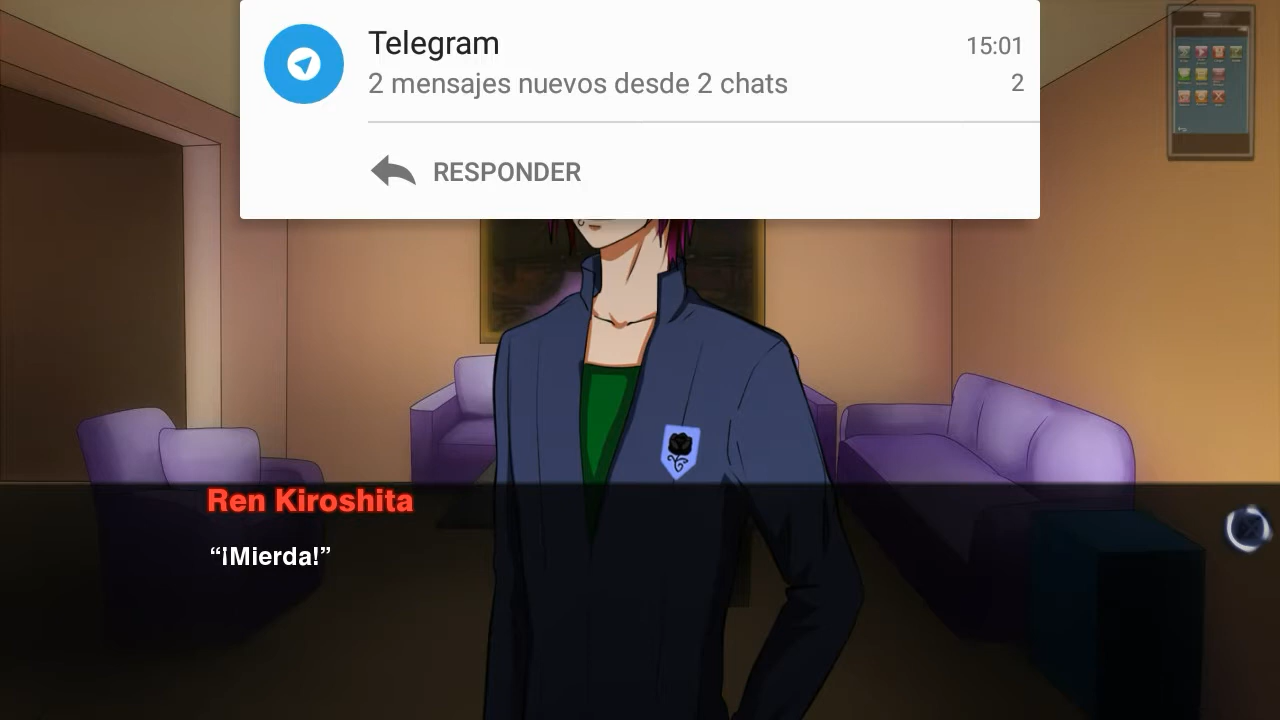 Telegram
15:01
2 mensajes nuevos desde 2 chats
2
RESPONDER
Ren Kiroshita
“¡Mierda!”